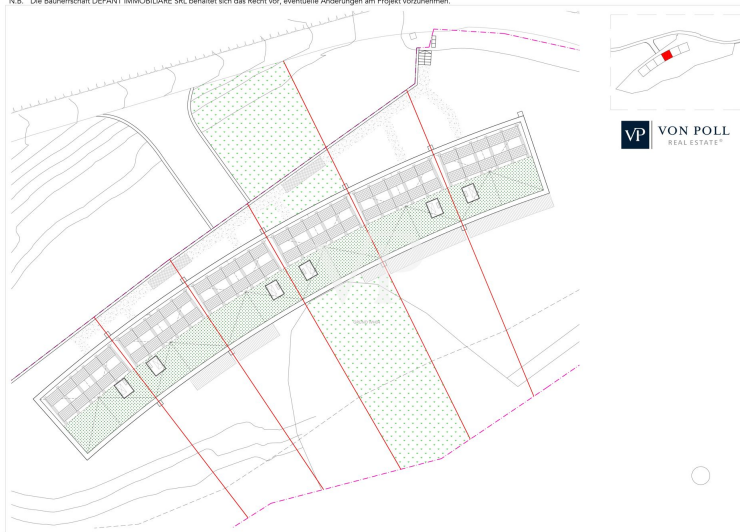 N.B. Die Bauherrschaft DEFANT IMMOBILIARE SRL behaltet sich das Recht vor, eventuelle Änderungen am Projekt vorzunehmen.
VP VON POLL
REAL ESTATE®